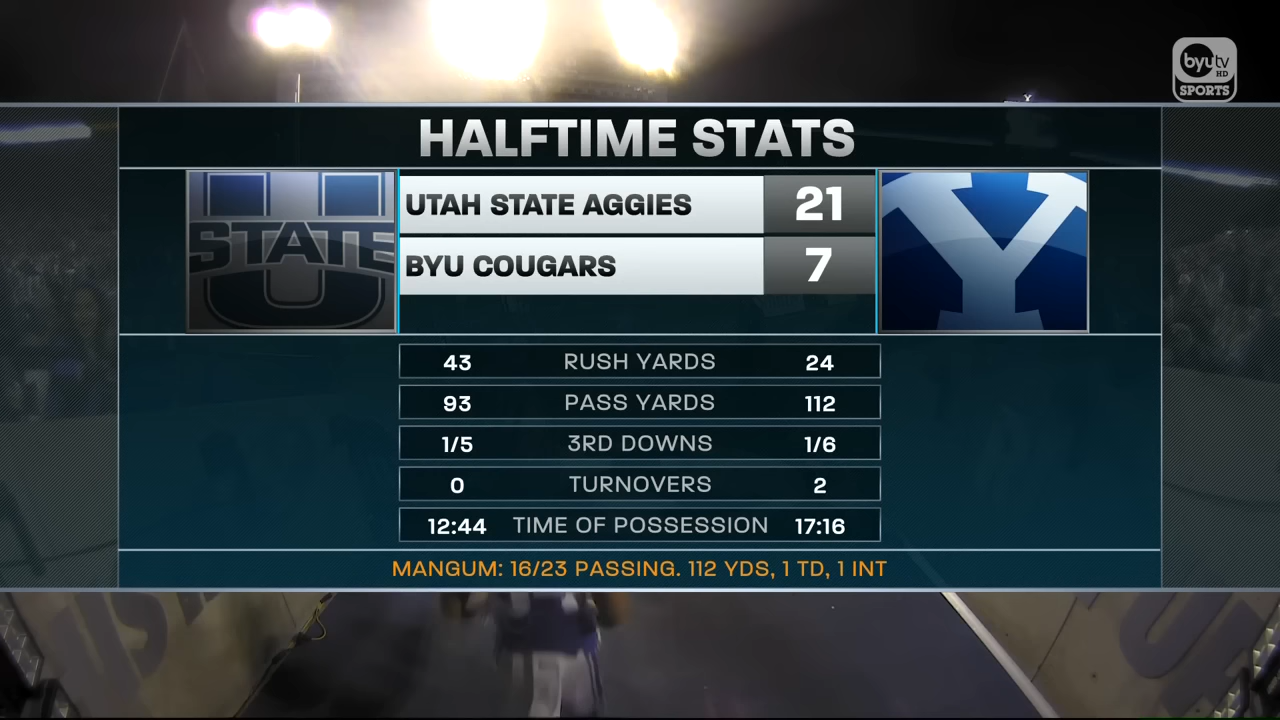 byutv
HD
SPORTS
HALFTIME STATS
STATE
UTAH STATE AGGIES 21
BYU COUGARS 7
Y
43 RUSH YARDS 24
93 PASS YARDS 112
1/5 3RD DOWNS 1/6
0 TURNOVERS 2
12:44 TIME OF POSSESSION 17:16
MANGUM: 16/23 PASSING. 112 YDS, 1 TD, 1 INT